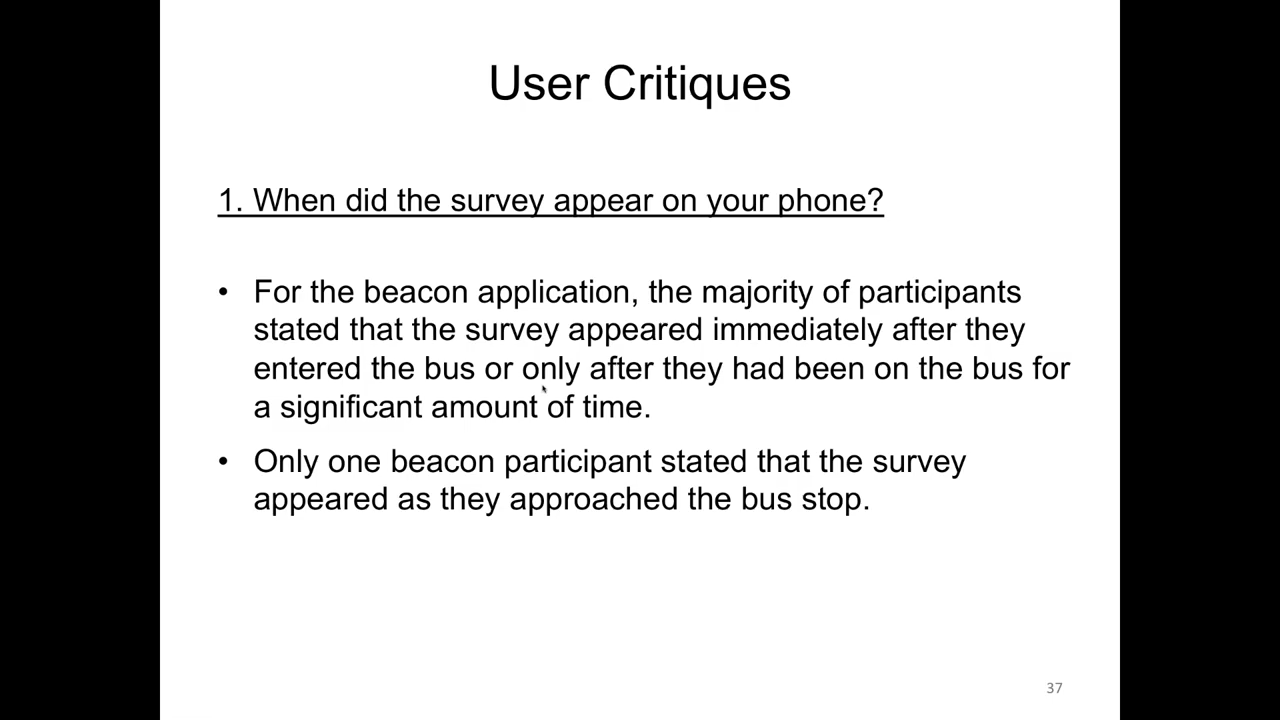 User Critiques
1. When did the survey appear on your phone?
• For the beacon application, the majority of participants
stated that the survey appeared immediately after they
entered the bus or only after they had been on the bus for
a significant amount of time.
• Only one beacon participant stated that the survey
appeared as they approached the bus stop.
37